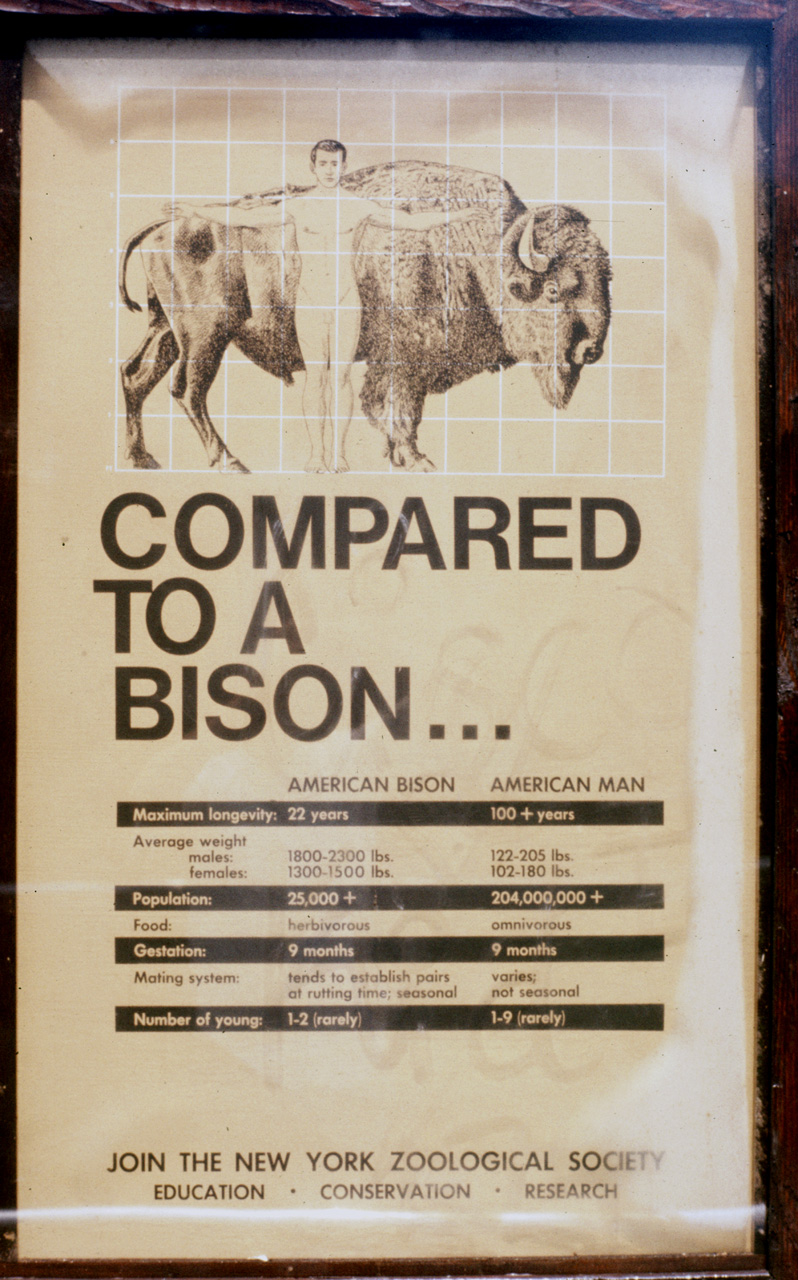 COMPARED
TO A
BISON...
AMERICAN BISON AMERICAN MAN
Maximum longevity: 22 years 100 + years
Average weight
males: 1800-2300 lbs. 122-205 lbs.
females: 1300-1500 lbs. 102-180 lbs.
Population: 25,000 + 204,000,000 +
Food: herbivorous omnivorous
Gestation: 9 months 9 months
Mating system: tends to establish pairs varies;
at rutting time; seasonal not seasonal
Number of young: 1-2 (rarely) 1-9 (rarely)
JOIN THE NEW YORK ZOOLOGICAL SOCIETY
EDUCATION • CONSERVATION • RESEARCH